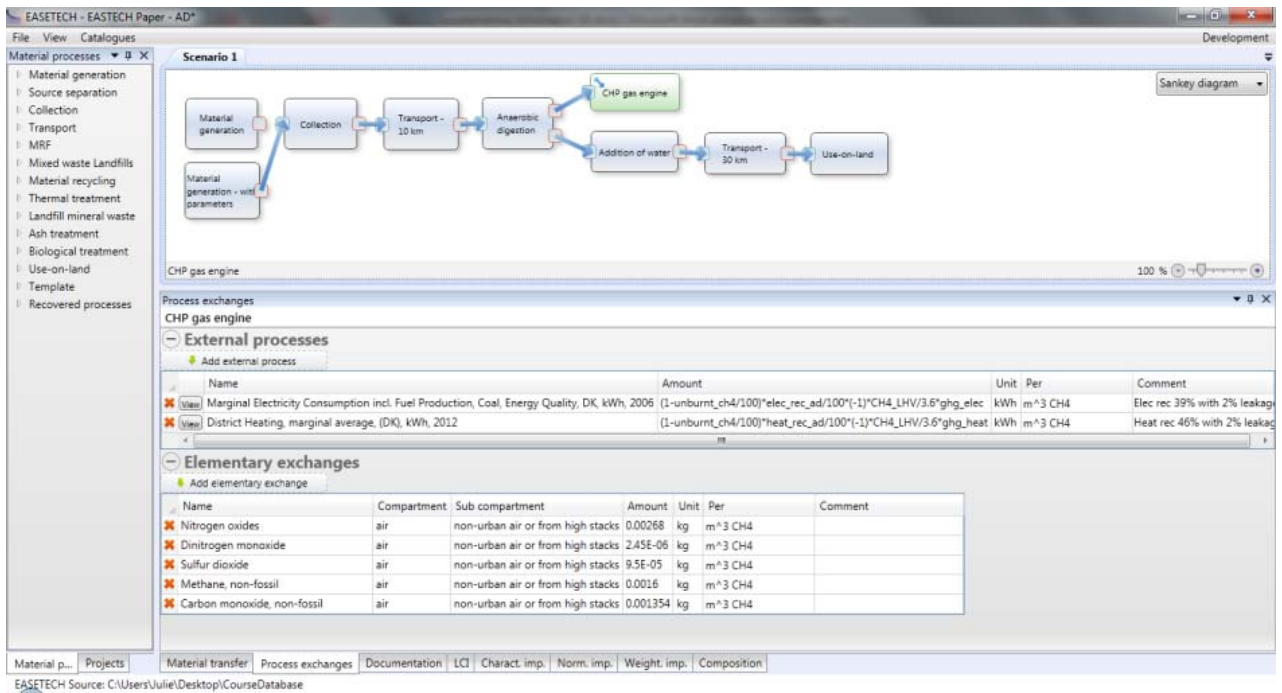 EASETECH - EASTECH Paper - AD*
File View Catalogues
Development
Material processes
Material generation
Source separation
Collection
Transport
MRF
Mixed waste Landfills
Material recycling
Thermal treatment
Landfill mineral waste
Ash treatment
Biological treatment
Use-on-land
Template
Recovered processes
Material p... Projects
Scenario 1
Sankey diagram
Material
generation
Material
generation - with
parameters
Collection
Transport -
10 km
Anaerobic
digestion
CHP gas engine
Addition of water
Transport -
30 km
Use-on-land
CHP gas engine
100 %
Process exchanges
CHP gas engine
External processes
Add external process
Name Amount Unit Per Comment
View Marginal Electricity Consumption incl. Fuel Production, Coal, Energy Quality, DK, kWh, 2006 (1-unburnt_ch4/100)*elec_rec_ad/100*(-1)*CH4_LHV/3.6*ghg_elec kWh m^3 CH4 Elec rec 39% with 2% leakag
View District Heating, marginal average, (DK), kWh, 2012 (1-unburnt_ch4/100)*heat_rec_ad/100*(-1)*CH4_LHV/3.6*ghg_heat kWh m^3 CH4 Heat rec 46% with 2% leakag
Elementary exchanges
Add elementary exchange
Name Compartment Sub compartment Amount Unit Per Comment
Nitrogen oxides air non-urban air or from high stacks 0.00268 kg m^3 CH4
Dinitrogen monoxide air non-urban air or from high stacks 2.45E-06 kg m^3 CH4
Sulfur dioxide air non-urban air or from high stacks 9.5E-05 kg m^3 CH4
Methane, non-fossil air non-urban air or from high stacks 0.0016 kg m^3 CH4
Carbon monoxide, non-fossil air non-urban air or from high stacks 0.001354 kg m^3 CH4
Material transfer Process exchanges Documentation LCI Charact. imp. Norm. imp. Weight. imp. Composition
EASETECH Source: C:\Users\Julie\Desktop\CourseDatabase